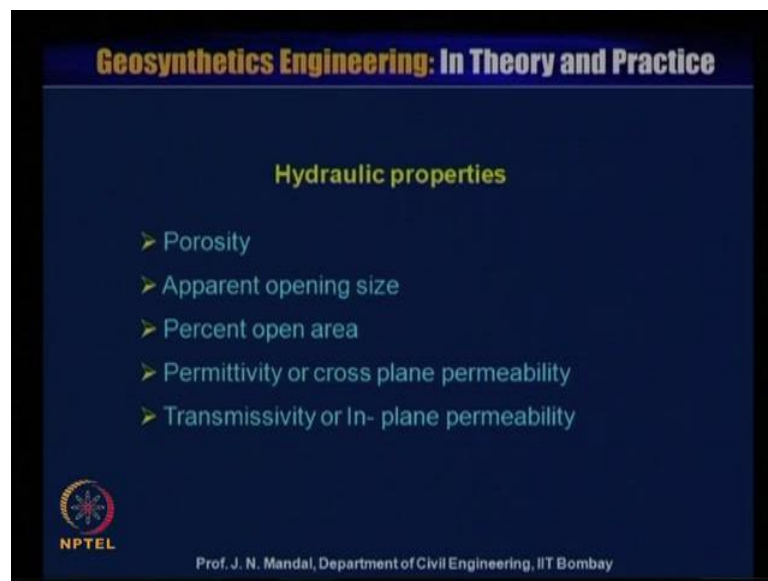 Geosynthetics Engineering: In Theory and Practice
Hydraulic properties
➢ Porosity
➢ Apparent opening size
➢ Percent open area
➢ Permittivity or cross plane permeability
➢ Transmissivity or In- plane permeability
NPTEL
Prof. J. N. Mandal, Department of Civil Engineering, IIT Bombay